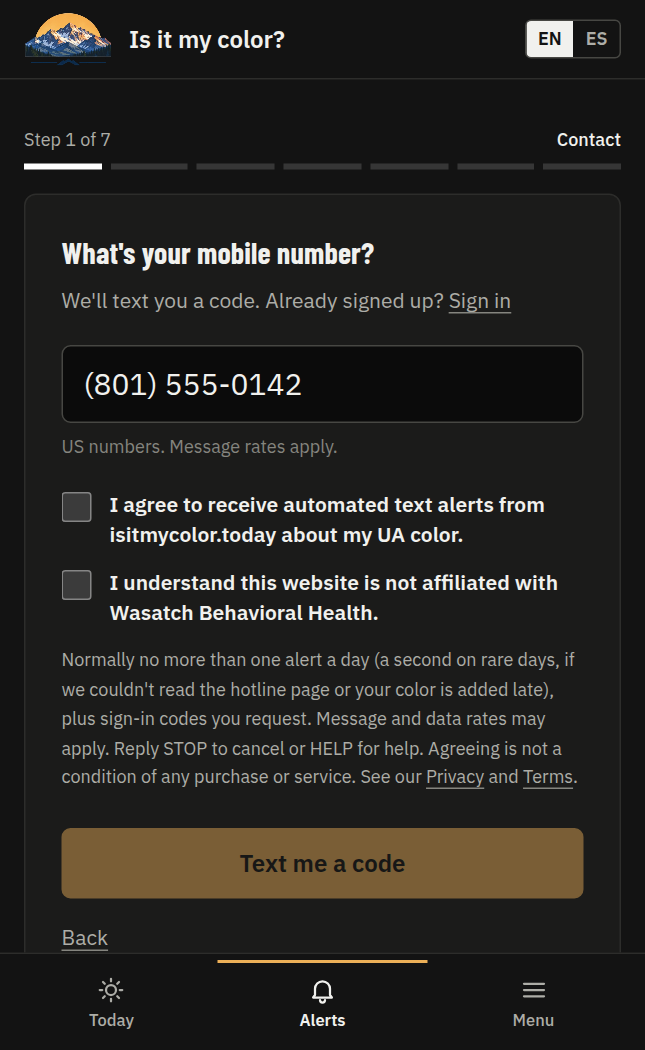 Is it my color?
EN ES
Step 1 of 7
Contact
What's your mobile number?
We'll text you a code. Already signed up? Sign in
(801) 555-0142
US numbers. Message rates apply.
I agree to receive automated text alerts from
isitmycolor.today about my UA color.
I understand this website is not affiliated with
Wasatch Behavioral Health.
Normally no more than one alert a day (a second on rare days, if
we couldn't read the hotline page or your color is added late),
plus sign-in codes you request. Message and data rates may
apply. Reply STOP to cancel or HELP for help. Agreeing is not a
condition of any purchase or service. See our Privacy and Terms.
Text me a code
Back
Today
Alerts
Menu